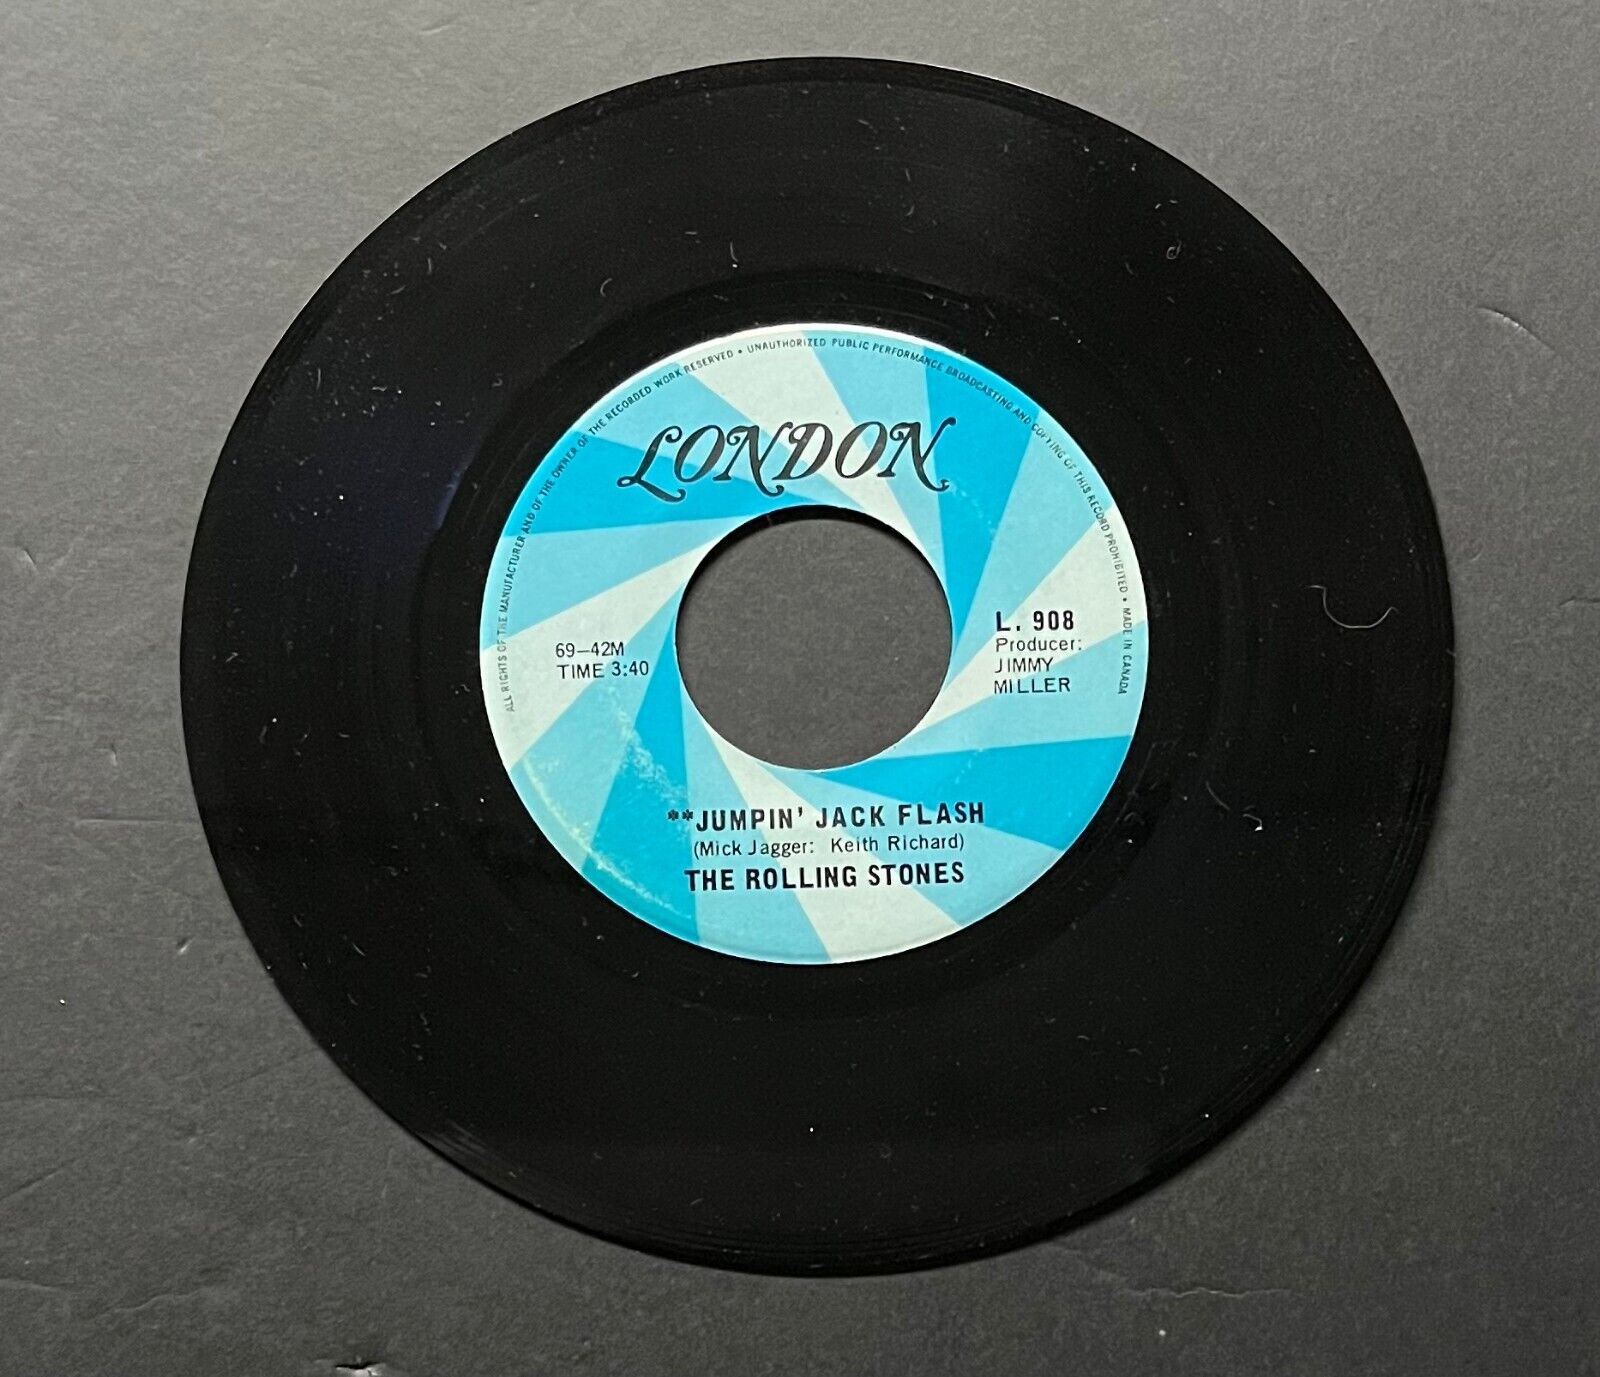 ALL RIGHTS OF THE MANUFACTURER AND OF THE OWNER OF THE RECORDED WORK RESERVED • UNAUTHORIZED PUBLIC PERFORMANCE BROADCASTING AND COPYING OF THIS RECORD PROHIBITED • MADE IN CANADA
LONDON
69-42M
TIME 3:40
L. 908
Producer:
JIMMY
MILLER
**JUMPIN' JACK FLASH
(Mick Jagger: Keith Richard)
THE ROLLING STONES